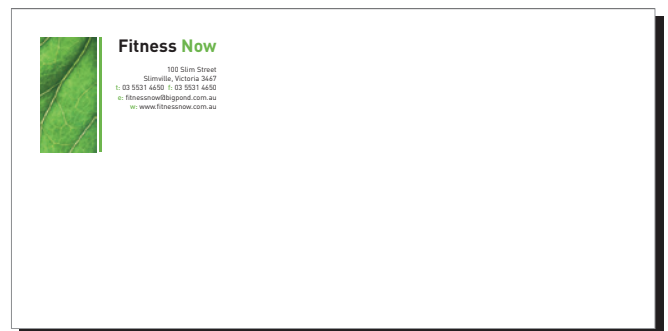 Fitness Now
100 Slim Street
Slimville, Victoria 3467
t: 03 5531 4650 f: 03 5531 4650
e: fitnessnow@bigpond.com.au
w: www.fitnessnow.com.au